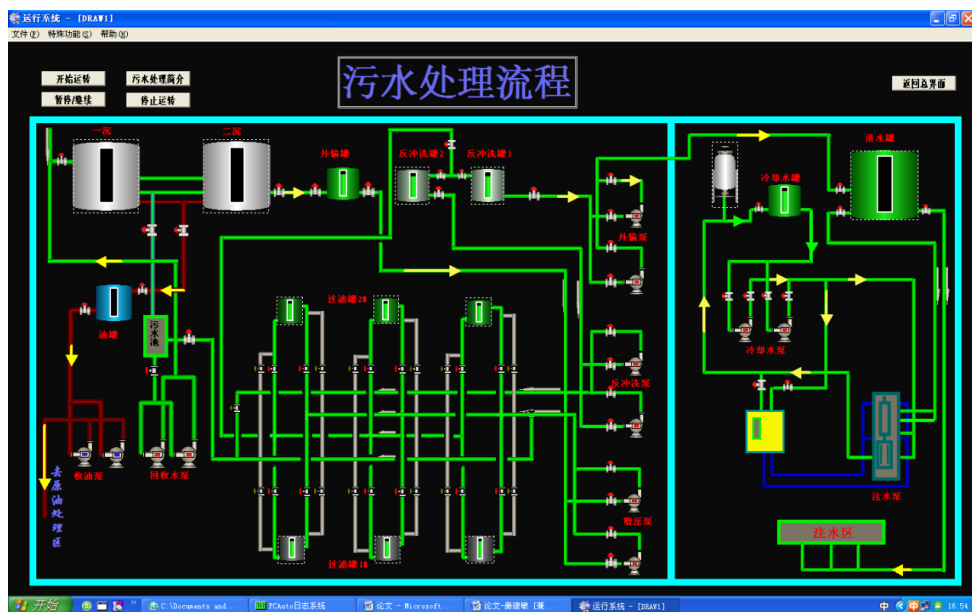 运行系统 - [DRAW1]
文件(F) 特殊功能(S) 帮助(H)
开始运转 污水处理简介
暂停/继续 停止运转
污水处理流程
返回总界面
一沉 二沉
外输罐
反冲洗罐2 反冲洗罐1
清水罐
冷却水罐
外输泵
过滤罐2#
油罐
污水池
冷却水泵
反冲洗泵
收油泵
回收水泵
去原油处理区
增压泵
注水泵
过滤罐1#
注水区
开始
C:\Documents and...
PCAuto日志系统
论文 - Microsoft...
运行系统 - [DRAW1]
中
16:54